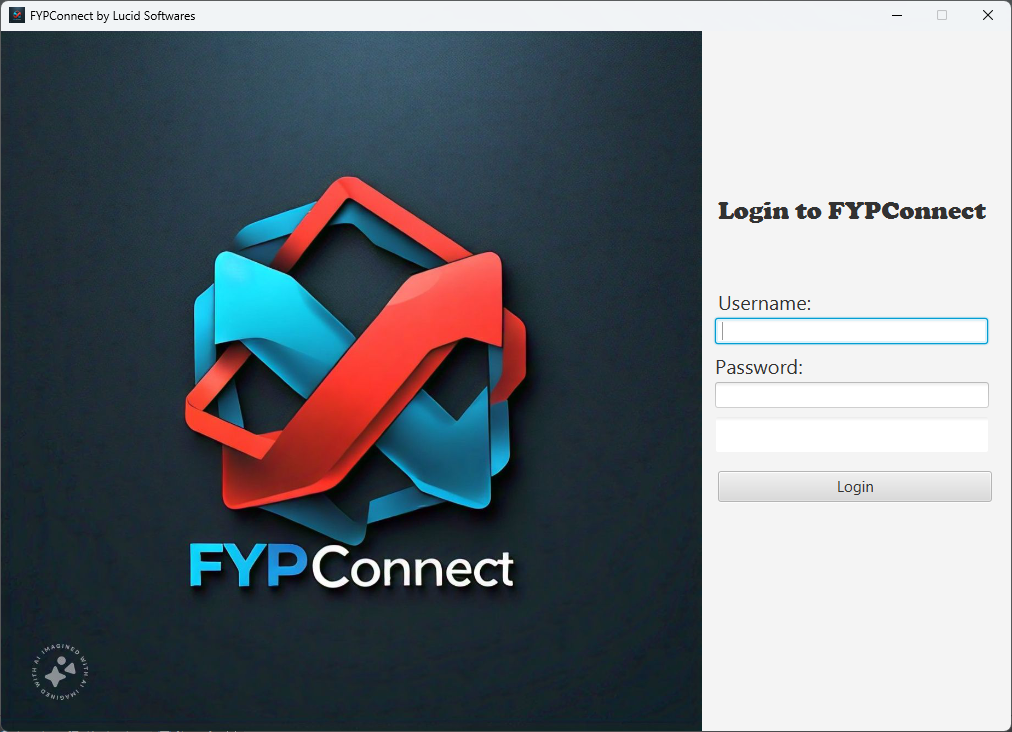 FYPConnect by Lucid Softwares
Login to FYPConnect
Username:
Password:
Login
FYPConnect
IMAGINED WITH AI IMAGINED WITH AI